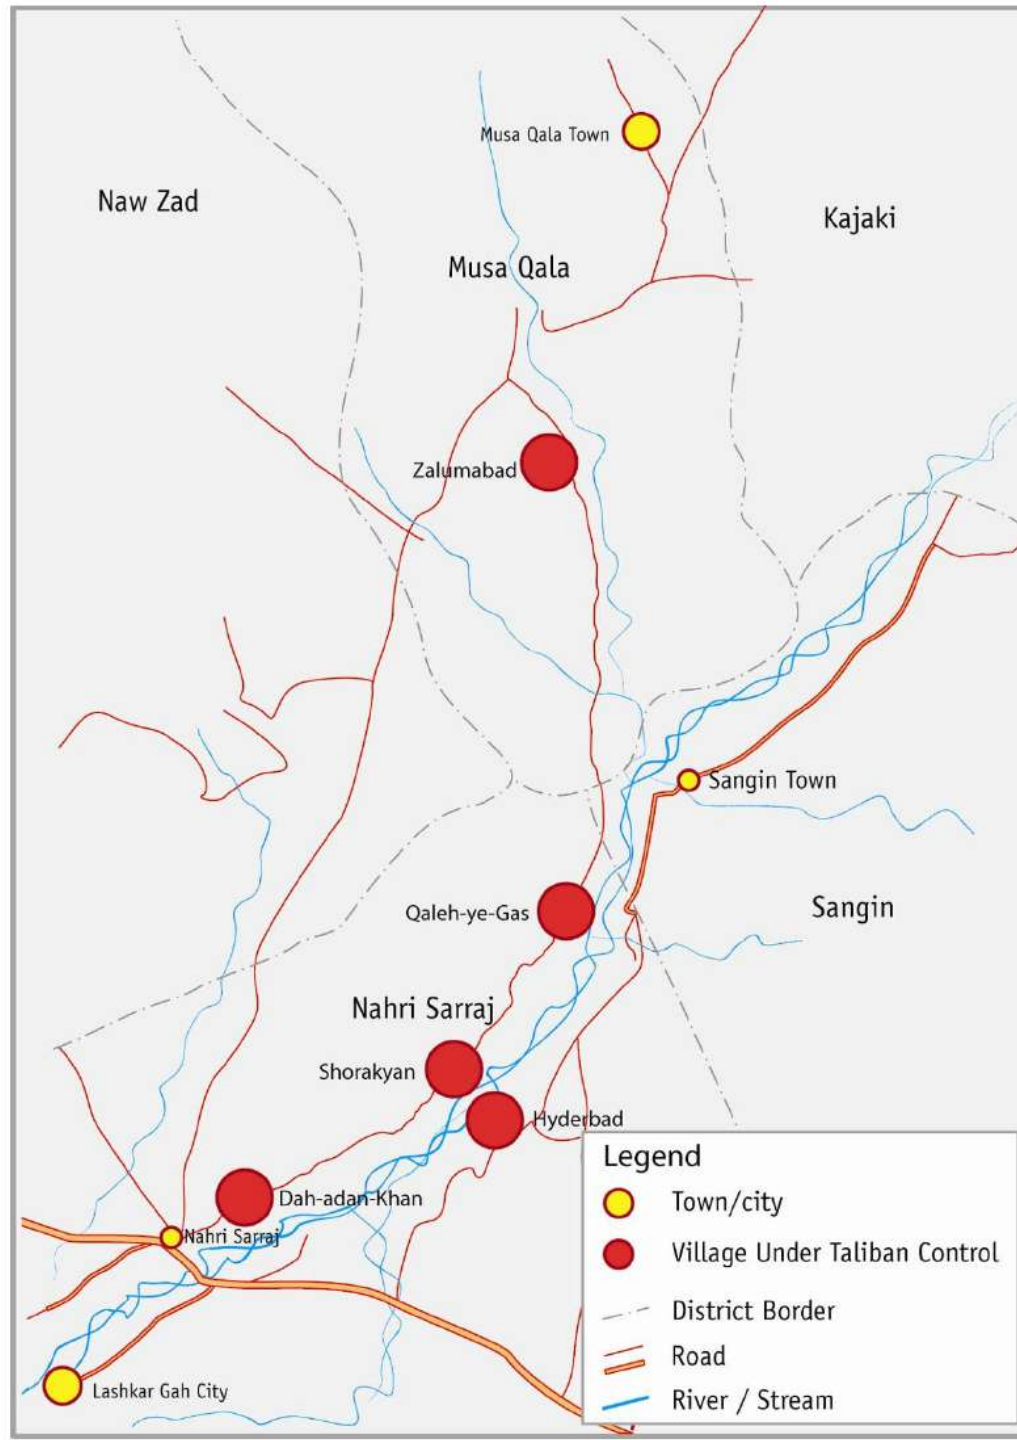 Musa Qala Town
Naw Zad
Kajaki
Musa Qala
Zalumabad
Sangin Town
Qaleh-ye-Gas
Sangin
Nahri Sarraj
Shorakyan
Hyderbad
Dah-adan-Khan
Nahri Sarraj
Lashkar Gah City
Legend
Town/city
Village Under Taliban Control
District Border
Road
River / Stream